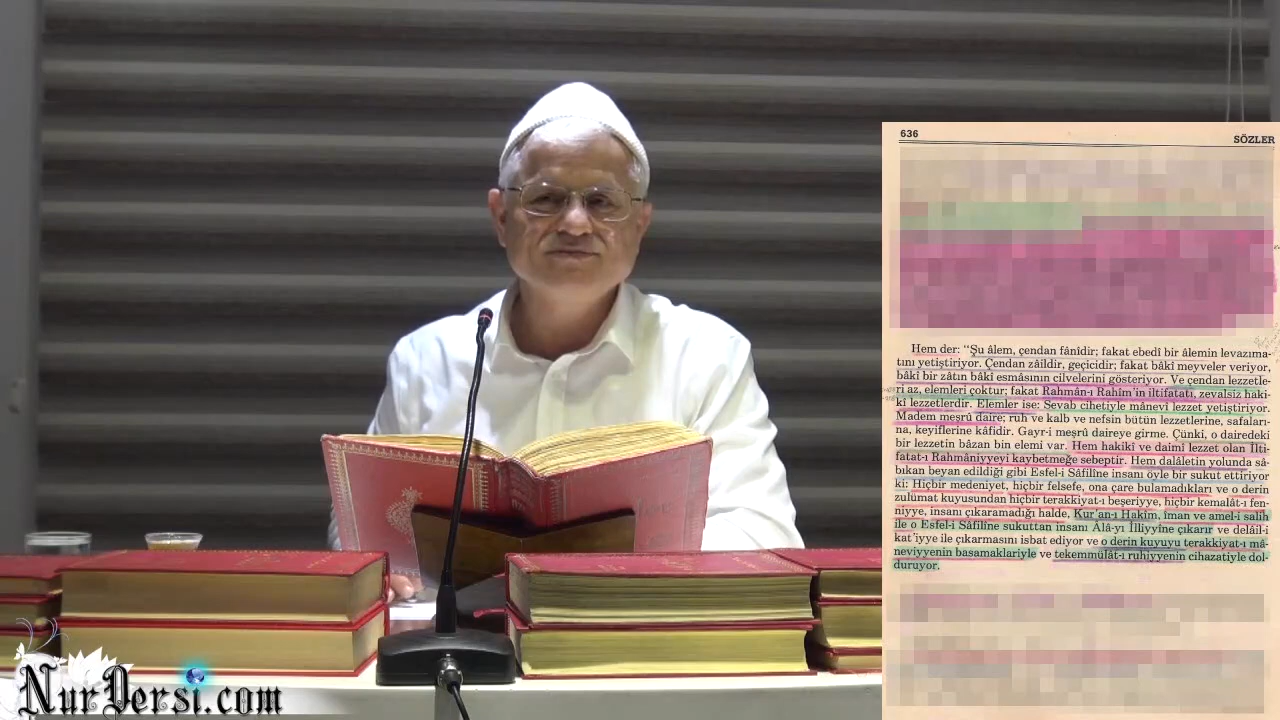 636
SÖZLER
Hem der: "Şu âlem, çendan fânîdir; fakat ebedî bir âlemin levazıma-
tını yetiştiriyor. Çendan zâildir, geçicidir; fakat bâki meyveler veriyor,
bâki bir zâtın bâki esmâsının cilvelerini gösteriyor. Ve çendan lezzetle-
ri az, elemleri çoktur; fakat Rahmân-ı Rahîm'in iltifatatı, zevalsiz haki-
kî lezzetlerdir. Elemler ise: Sevab cihetiyle mânevî lezzet yetiştiriyor.
Madem meşrû daire; ruh ve kalb ve nefsin bütün lezzetlerine, safaları-
na, keyiflerine kâfidir. Gayr-i meşrû daireye girme. Çünki, o dairedeki
bir lezzetin bâzan bin elemi var. Hem hakikî ve daimî lezzet olan İlti-
fatat-ı Rahmâniyyeyi kaybetmeğe sebeptir. Hem dalâletin yolunda sâ-
bıkan beyan edildiği gibi Esfel-i Sâfilîne insanı öyle bir sukut ettiriyor
ki: Hiçbir medeniyet, hiçbir felsefe, ona çare bulamadıkları ve o derin
zulümat kuyusundan hiçbir terakkiyat-ı beşeriye, hiçbir kemalât-ı fen-
niyye, insanı çıkaramadığı halde, Kur'an-ı Hakîm, iman ve amel-i salih
ile o Esfel-i Sâfilîne sukuttan insanı Âlâ-yı İlliyyîne çıkarır ve delâil-i
kat'iyye ile çıkarmasını isbat ediyor ve o derin kuyuyu terakkiyat-ı mâ-
neviyyenin basamaklariyle ve tekemmülât-ı ruhiyyenin cihazatiyle dol-
duruyor.
NurDersi.com